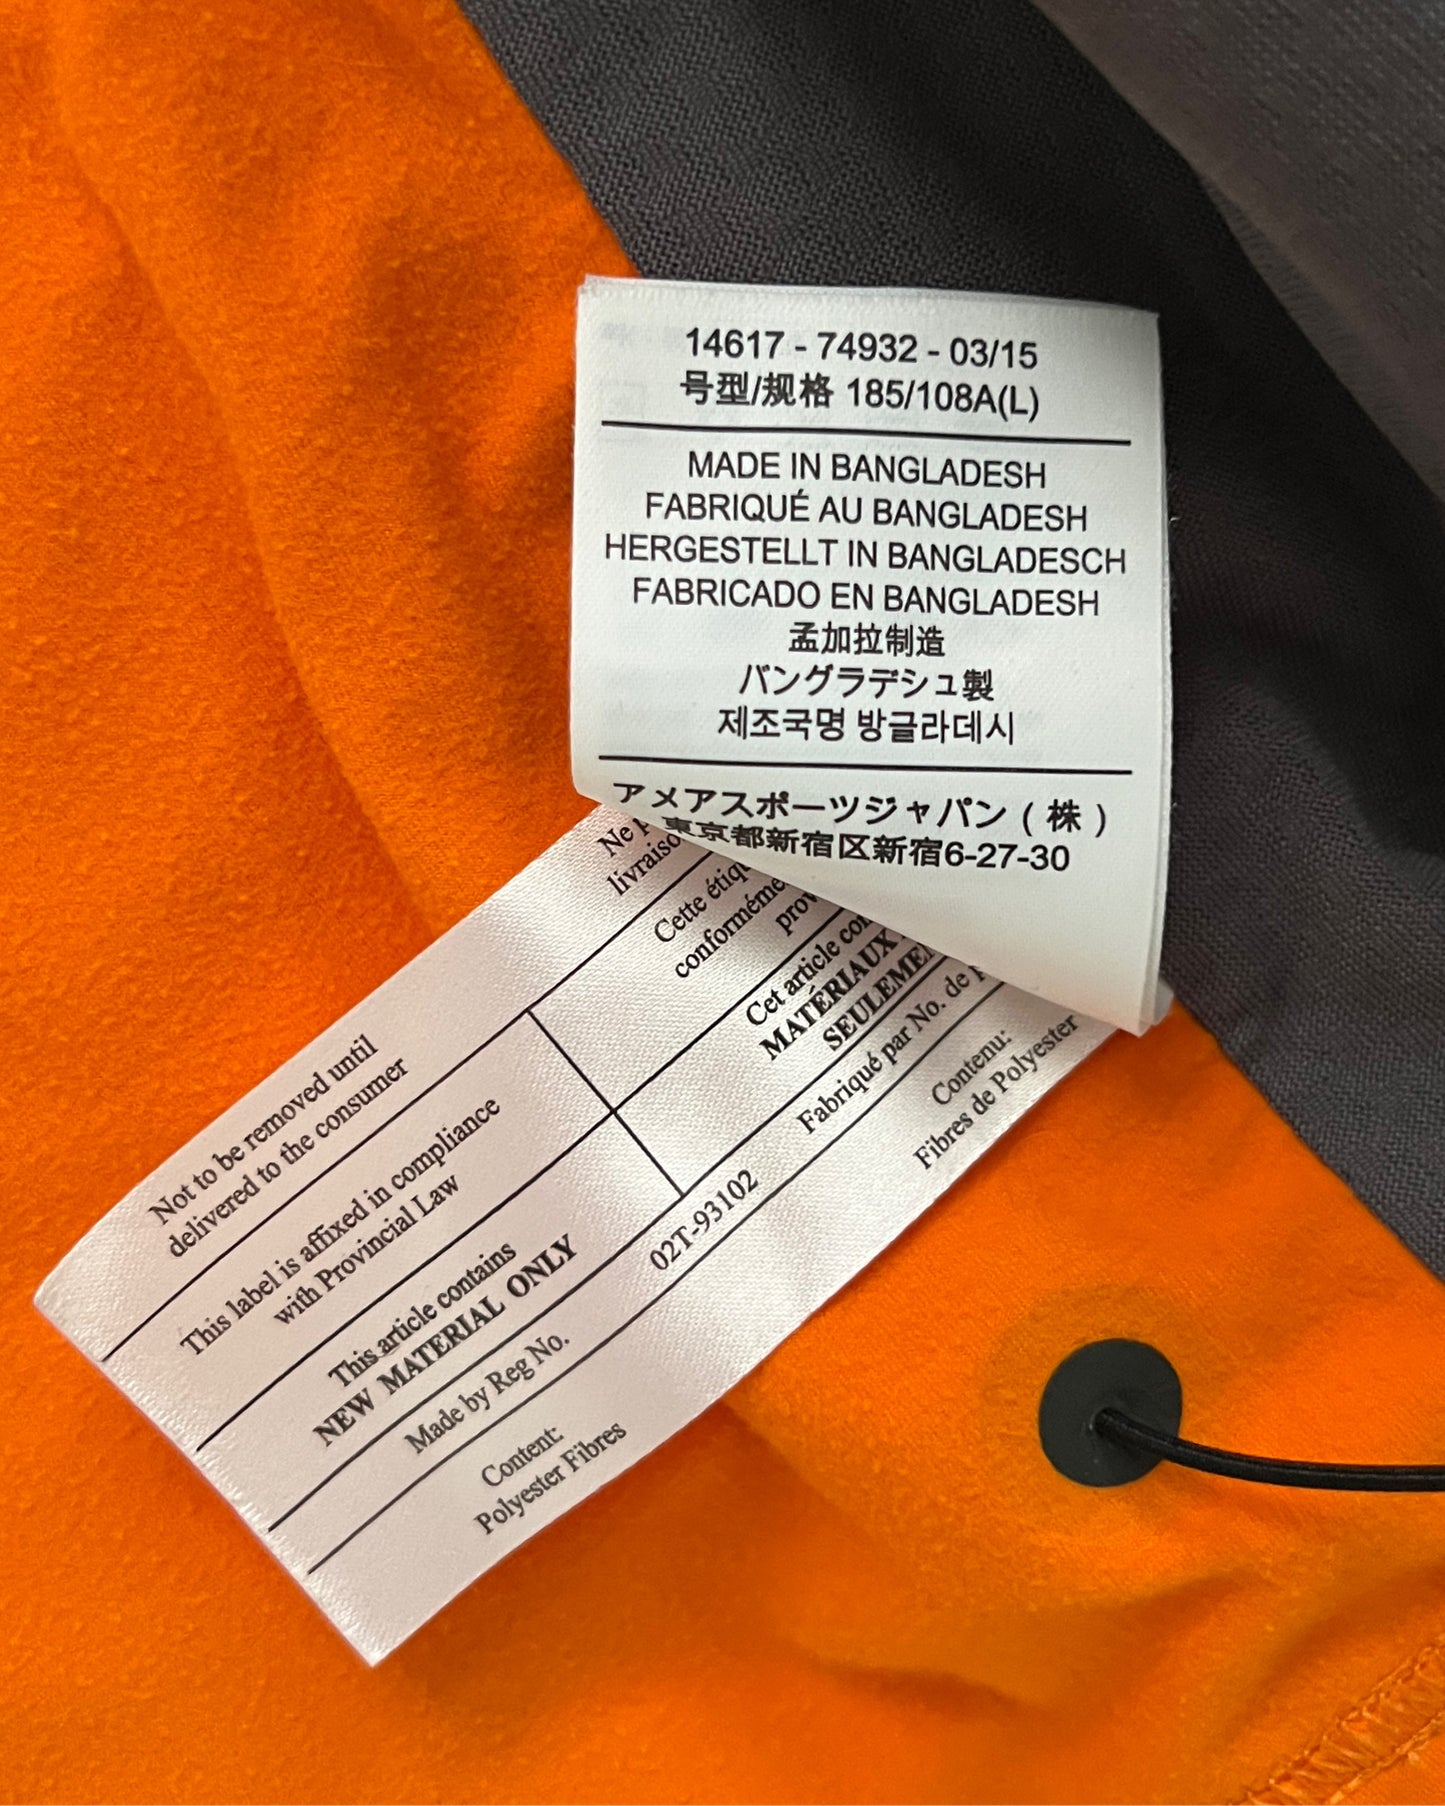 14617 - 74932 - 03/15
号型/规格 185/108A(L)
MADE IN BANGLADESH
FABRIQUÉ AU BANGLADESH
HERGESTELLT IN BANGLADESCH
FABRICADO EN BANGLADESH
孟加拉制造
バングラデシュ製
제조국명 방글라데시
アメアスポーツジャパン(株)
東京都新宿区新宿6-27-30
Not to be removed until
delivered to the consumer
This label is affixed in compliance
with Provincial Law
This article contains
NEW MATERIAL ONLY
Made by Reg No.
02T-93102
Content:
Polyester Fibres
Ne
Cette
Cet article
MATÉRIAUX
Fabriqué par No. de
Contenu:
Fibres de Polyester